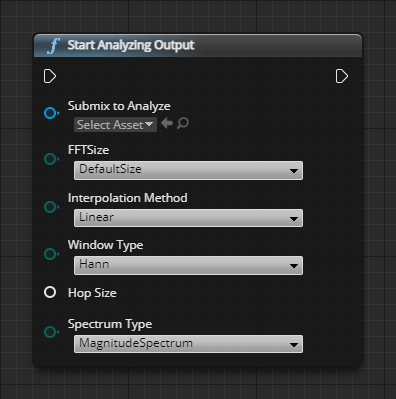 Start Analyzing Output
Submix to Analyze
Select Asset
FFTSize
DefaultSize
Interpolation Method
Linear
Window Type
Hann
Hop Size
Spectrum Type
MagnitudeSpectrum